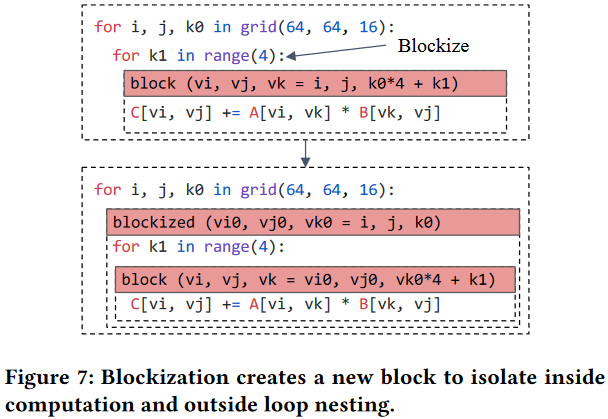 for i, j, k0 in grid(64, 64, 16):
for k1 in range(4):
Blockize
block (vi, vj, vk = i, j, k0*4 + k1)
C[vi, vj] += A[vi, vk] * B[vk, vj]
for i, j, k0 in grid(64, 64, 16):
blockized (vi0, vj0, vk0 = i, j, k0)
for k1 in range(4):
block (vi, vj, vk = vi0, vj0, vk0*4 + k1)
C[vi, vj] += A[vi, vk] * B[vk, vj]
Figure 7: Blockization creates a new block to isolate inside
computation and outside loop nesting.